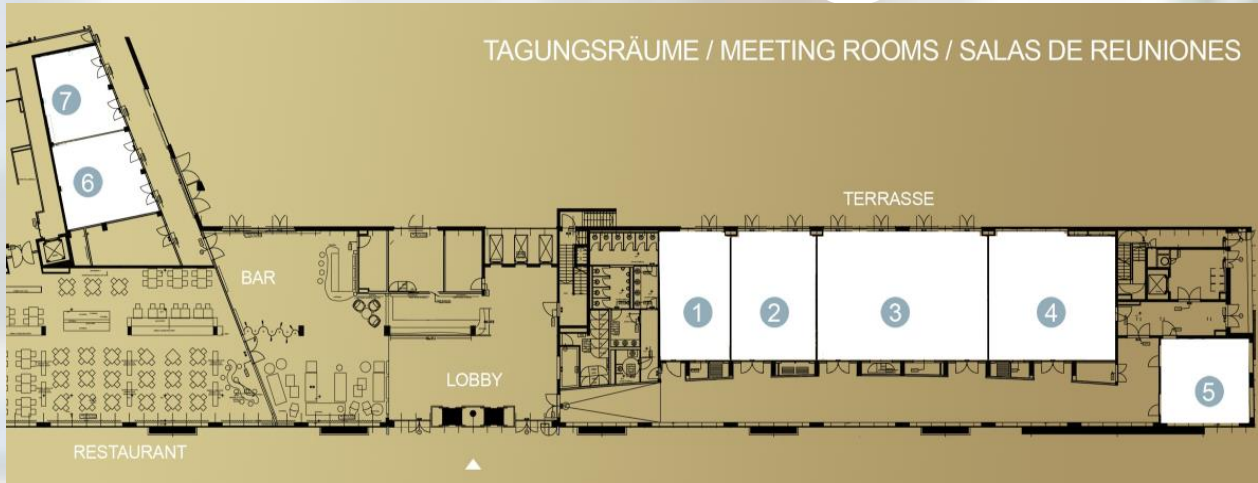 TAGUNGSRÄUME / MEETING ROOMS / SALAS DE REUNIONES
7
6
TERRASSE
BAR
1
2
3
4
LOBBY
5
RESTAURANT